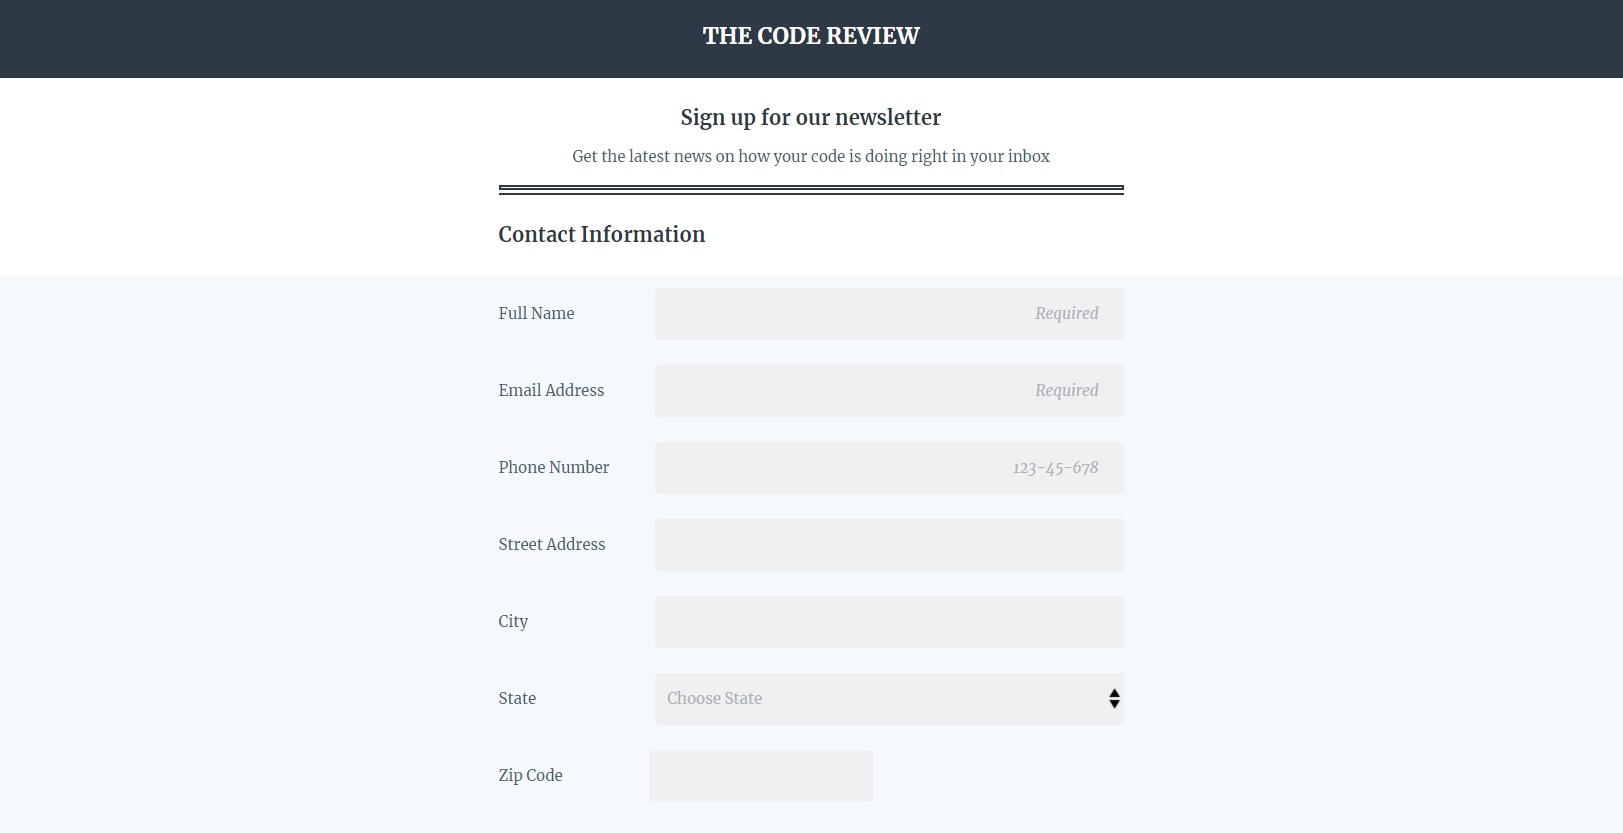 THE CODE REVIEW
Sign up for our newsletter
Get the latest news on how your code is doing right in your inbox
Contact Information
Full Name Required
Email Address Required
Phone Number 123-45-678
Street Address
City
State Choose State
Zip Code